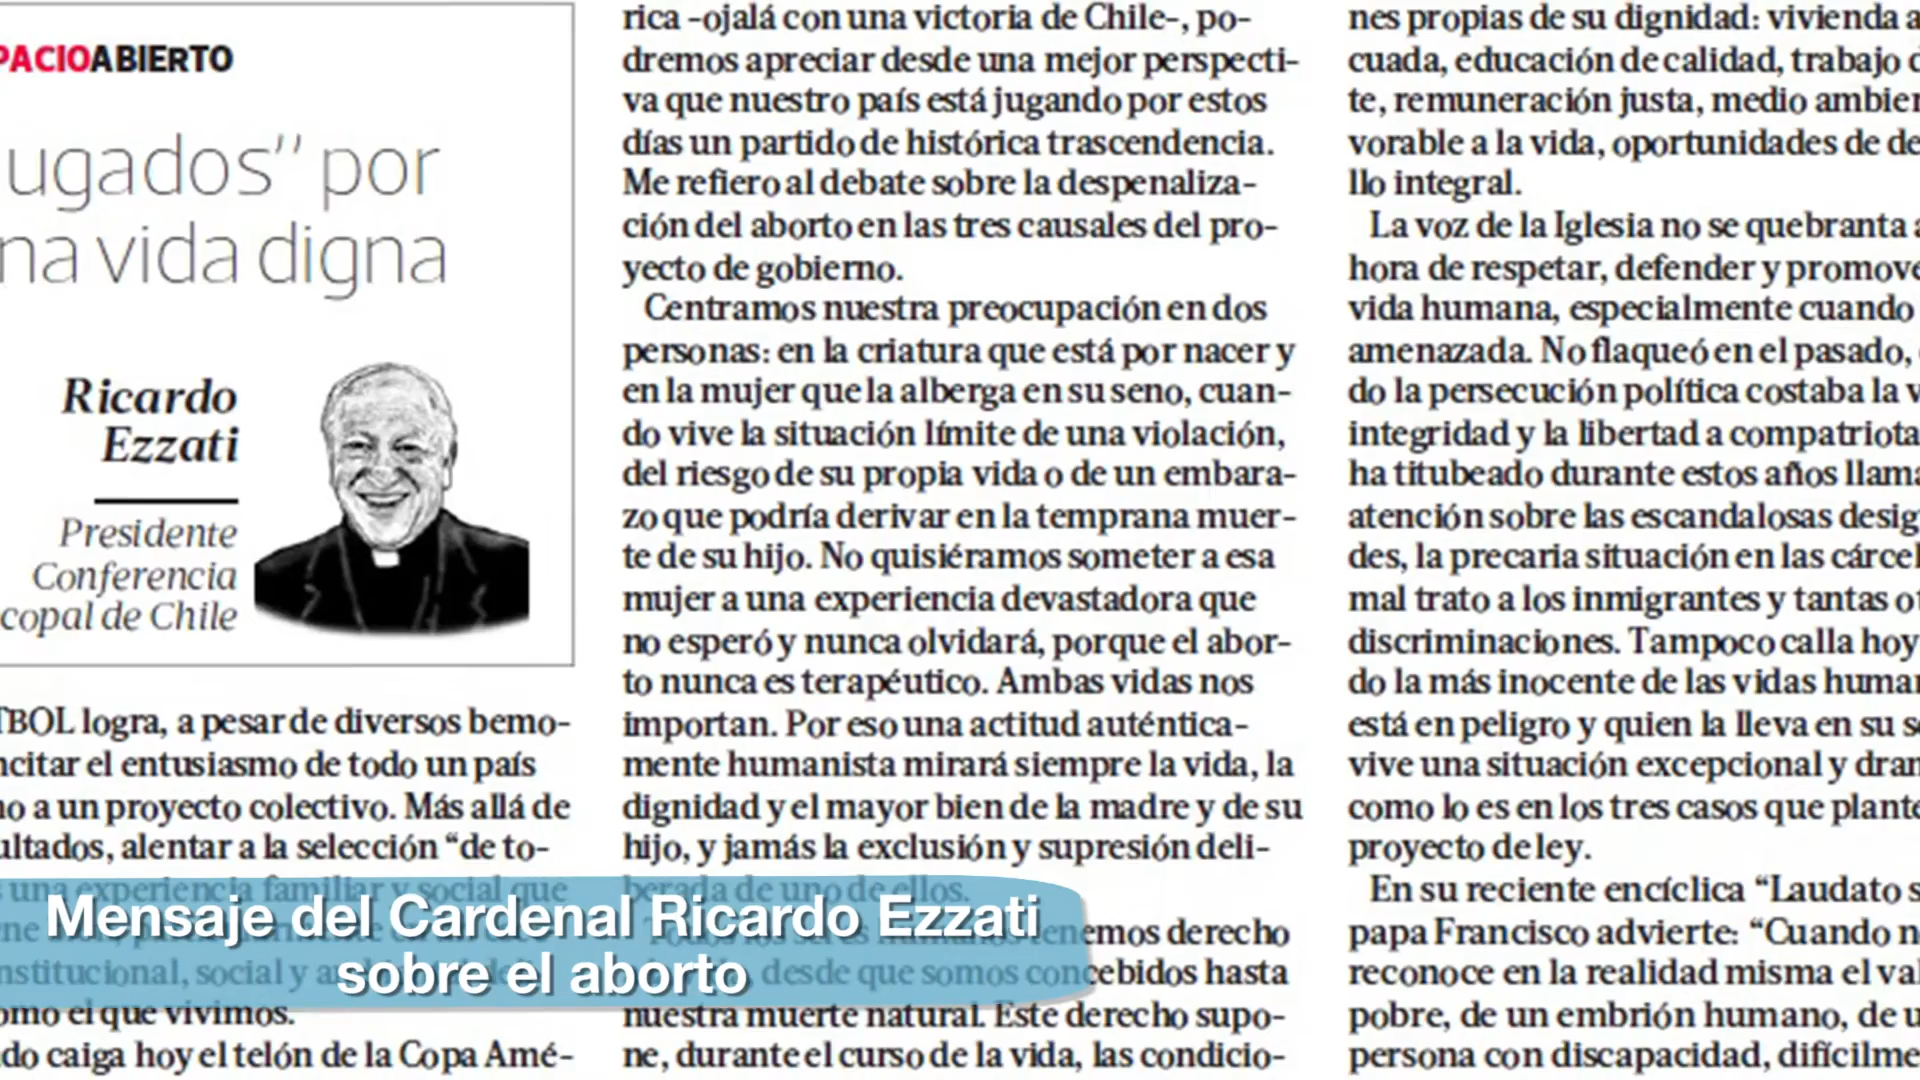 PACIOABIERTO
ugados” por
na vida digna
Ricardo
Ezzati
Presidente
Conferencia
copal de Chile
TBOL logra, a pesar de diversos bemo-
ncitar el entusiasmo de todo un país
no a un proyecto colectivo. Más allá de
ultados, alentar a la selección “de to-
una experiencia familiar y social que
nstitucional, social y
omo el que vivimos.
do caiga hoy el telón de la Copa Amé-
rica -ojalá con una victoria de Chile-, po-
dremos apreciar desde una mejor perspecti-
va que nuestro país está jugando por estos
días un partido de histórica trascendencia.
Me refiero al debate sobre la despenaliza-
ción del aborto en las tres causales del pro-
yecto de gobierno.
Centramos nuestra preocupación en dos
personas: en la criatura que está por nacer y
en la mujer que la alberga en su seno, cuan-
do vive la situación límite de una violación,
del riesgo de su propia vida o de un embara-
zo que podría derivar en la temprana muer-
te de su hijo. No quisiéramos someter a esa
mujer a una experiencia devastadora que
no esperó y nunca olvidará, porque el abor-
to nunca es terapéutico. Ambas vidas nos
importan. Por eso una actitud auténtica-
mente humanista mirará siempre la vida, la
dignidad y el mayor bien de la madre y de su
hijo, y jamás la exclusión y supresión deli-
berada de uno de ellos.
tenemos derecho
desde que somos concebidos hasta
nuestra muerte natural. Este derecho supo-
ne, durante el curso de la vida, las condicio-
nes propias de su dignidad: vivienda a
cuada, educación de calidad, trabajo d
te, remuneración justa, medio ambien
vorable a la vida, oportunidades de de
llo integral.
La voz de la Iglesia no se quebranta a
hora de respetar, defender y promove
vida humana, especialmente cuando
amenazada. No flaqueó en el pasado,
do la persecución política costaba la v
integridad y la libertad a compatriota
ha titubeado durante estos años llama
atención sobre las escandalosas desig
des, la precaria situación en las cárcel
mal trato a los inmigrantes y tantas ot
discriminaciones. Tampoco calla hoy
do la más inocente de las vidas human
está en peligro y quien la lleva en su se
vive una situación excepcional y dram
como lo es en los tres casos que plante
proyecto de ley.
En su reciente encíclica “Laudato s
papa Francisco advierte: “Cuando n
reconoce en la realidad misma el val
pobre, de un embrión humano, de u
persona con discapacidad, difícilme
Mensaje del Cardenal Ricardo Ezzati
sobre el aborto